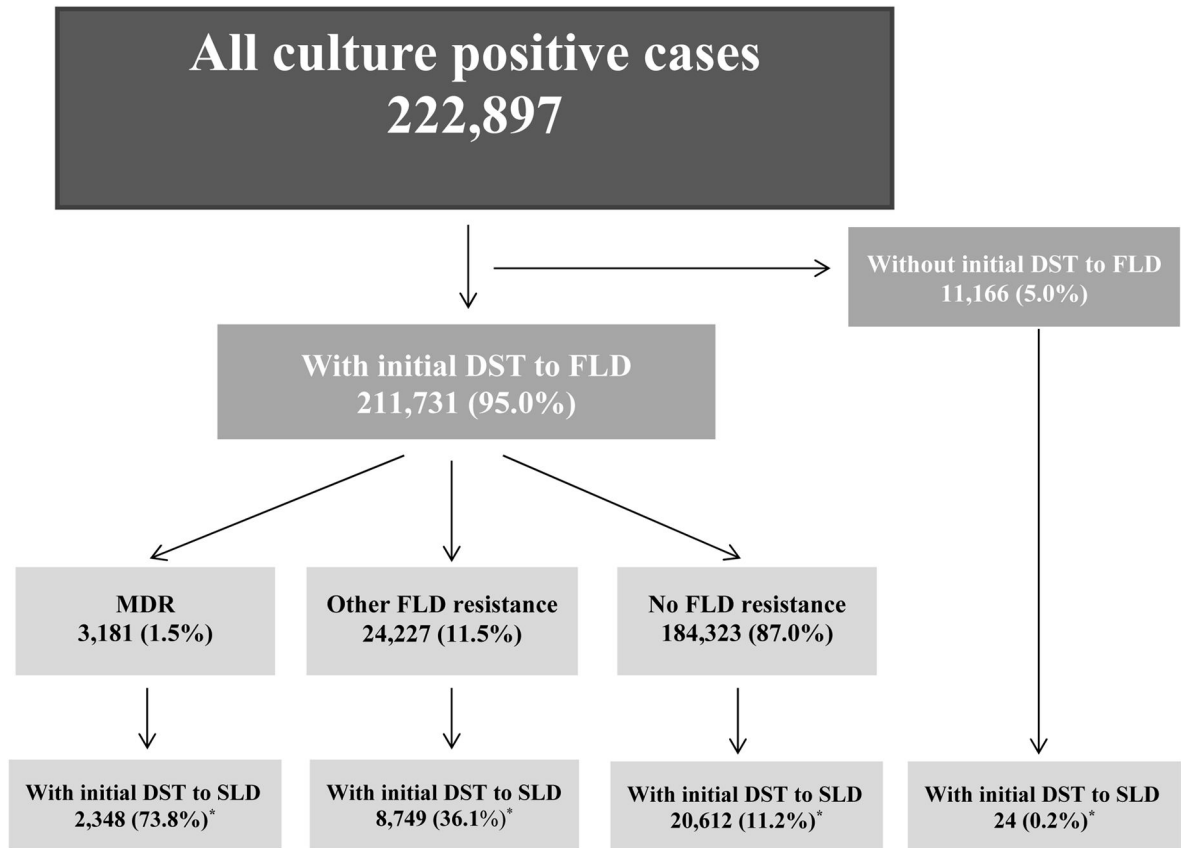 All culture positive cases
222,897
Without initial DST to FLD
11,166 (5.0%)
With initial DST to FLD
211,731 (95.0%)
MDR
3,181 (1.5%)
Other FLD resistance
24,227 (11.5%)
No FLD resistance
184,323 (87.0%)
With initial DST to SLD
2,348 (73.8%)*
With initial DST to SLD
8,749 (36.1%)*
With initial DST to SLD
20,612 (11.2%)*
With initial DST to SLD
24 (0.2%)*